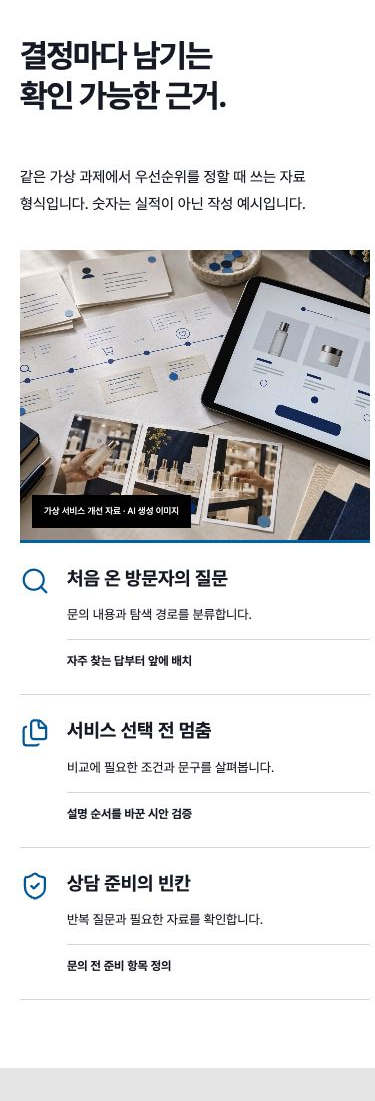 결정마다 남기는
확인 가능한 근거.
같은 가상 과제에서 우선순위를 정할 때 쓰는 자료
형식입니다. 숫자는 실적이 아닌 작성 예시입니다.
가상 서비스 개선 자료 · AI 생성 이미지
처음 온 방문자의 질문
문의 내용과 탐색 경로를 분류합니다.
자주 찾는 답부터 앞에 배치
서비스 선택 전 멈춤
비교에 필요한 조건과 문구를 살펴봅니다.
설명 순서를 바꾼 시안 검증
상담 준비의 빈칸
반복 질문과 필요한 자료를 확인합니다.
문의 전 준비 항목 정의